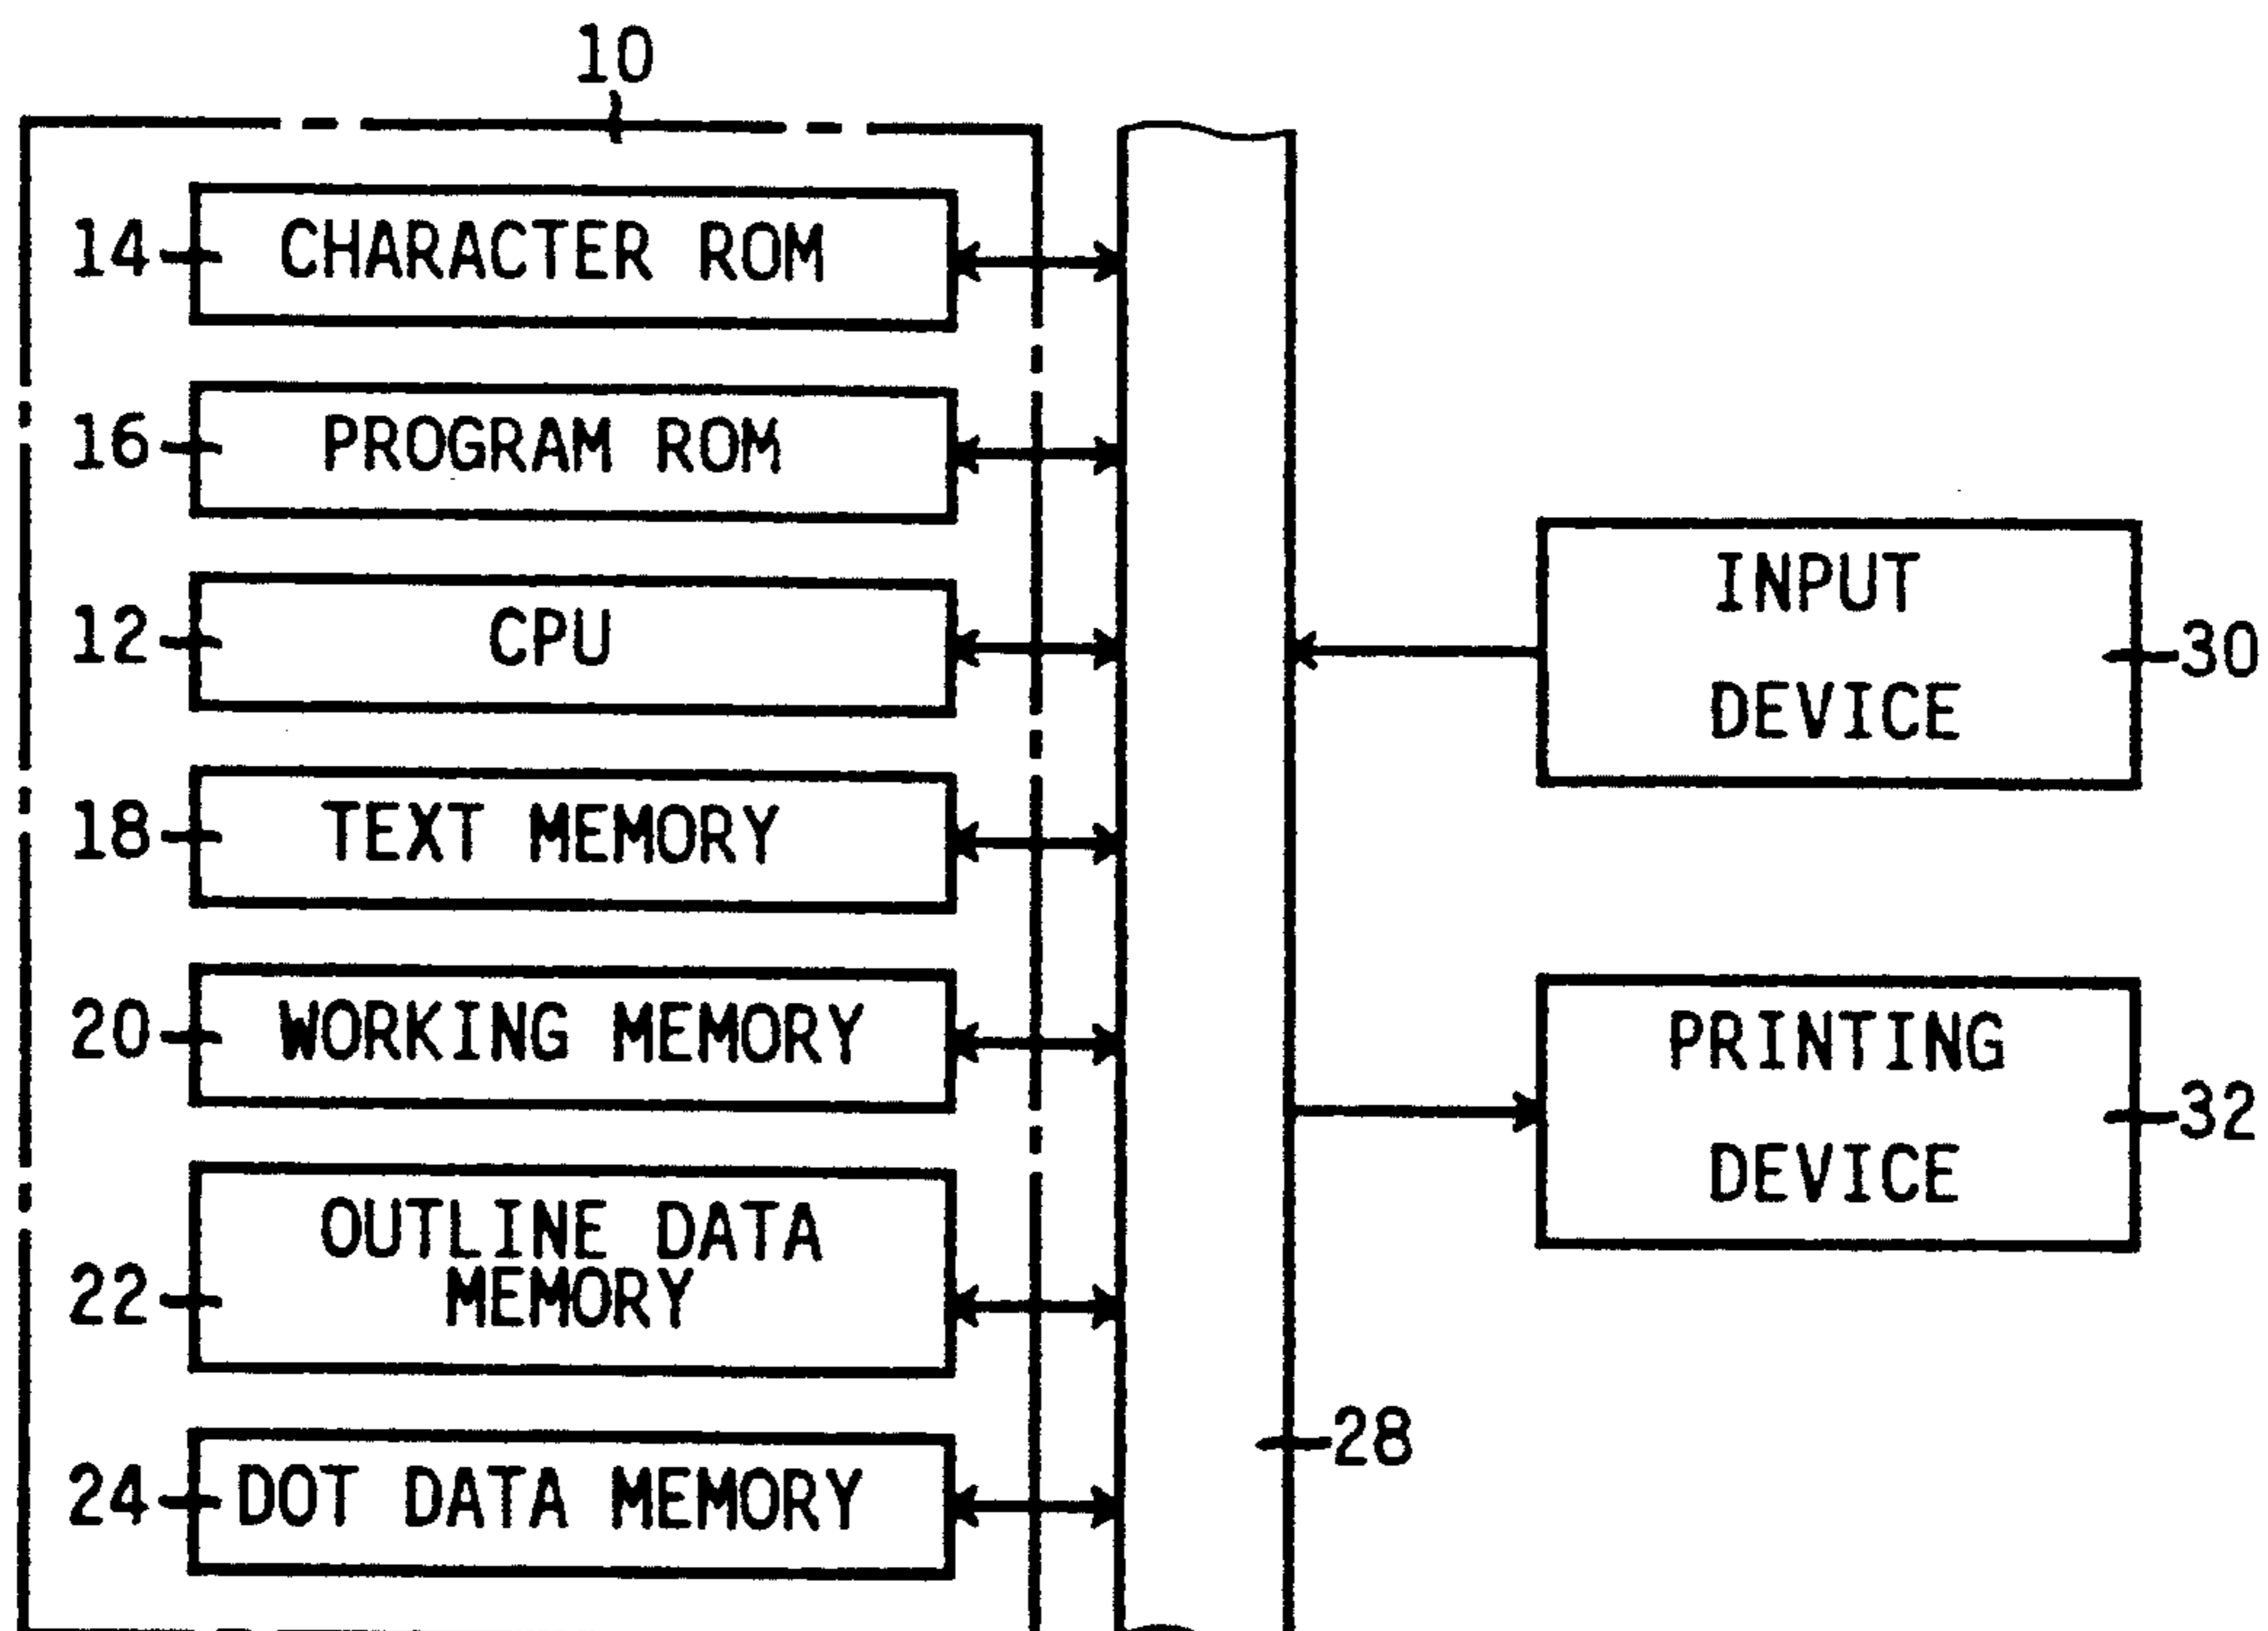 10
14 CHARACTER ROM
16 PROGRAM ROM
12 CPU
18 TEXT MEMORY
20 WORKING MEMORY
OUTLINE DATA
22 MEMORY
24 DOT DATA MEMORY
INPUT
DEVICE
30
PRINTING
DEVICE
32
28